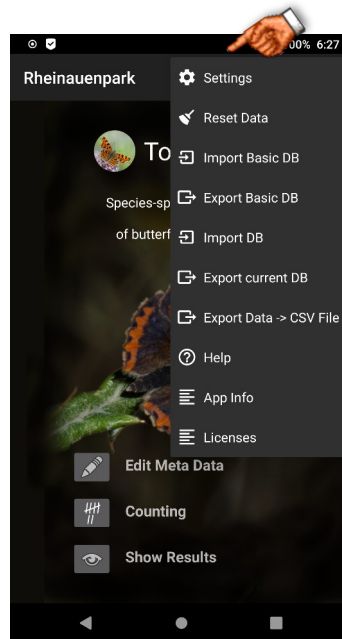 00% 6:27
Rheinauenpark
Settings
Reset Data
To
Import Basic DB
Species-sp
Export Basic DB
of butterf
Import DB
Export current DB
Export Data -> CSV File
Help
App Info
Licenses
Edit Meta Data
Counting
Show Results